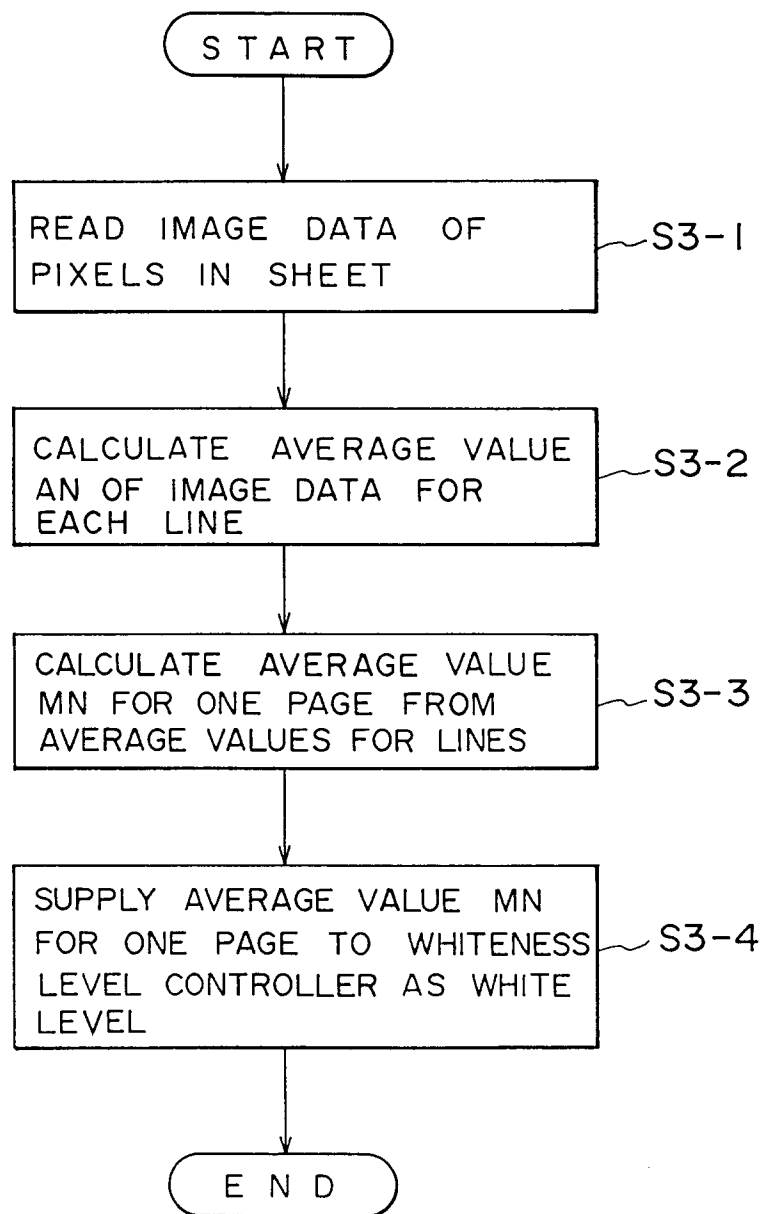 START
READ IMAGE DATA OF
PIXELS IN SHEET
S3-1
CALCULATE AVERAGE VALUE
AN OF IMAGE DATA FOR
EACH LINE
S3-2
CALCULATE AVERAGE VALUE
MN FOR ONE PAGE FROM
AVERAGE VALUES FOR LINES
S3-3
SUPPLY AVERAGE VALUE MN
FOR ONE PAGE TO WHITENESS
LEVEL CONTROLLER AS WHITE
LEVEL
S3-4
END